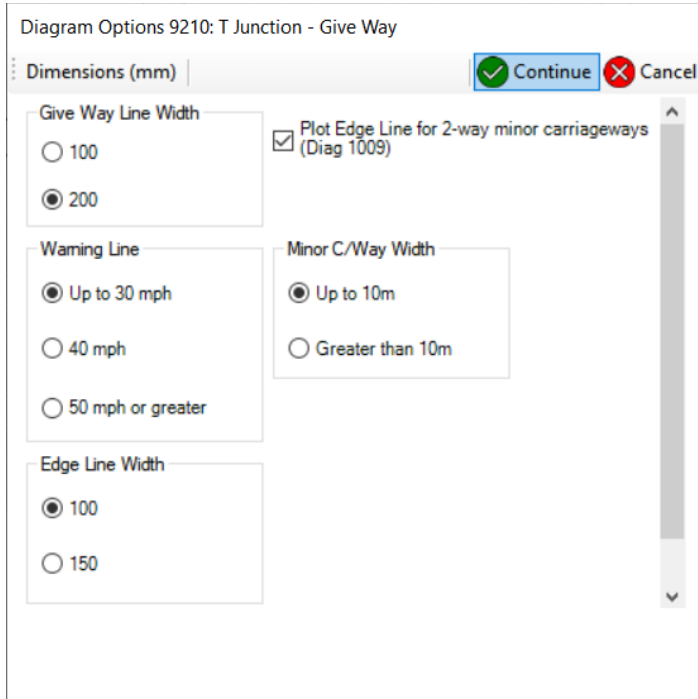 Diagram Options 9210: T Junction - Give Way
Dimensions (mm)
Continue
Cancel
Give Way Line Width
100
200
Plot Edge Line for 2-way minor carriageways
(Diag 1009)
Warning Line
Up to 30 mph
40 mph
50 mph or greater
Minor C/Way Width
Up to 10m
Greater than 10m
Edge Line Width
100
150